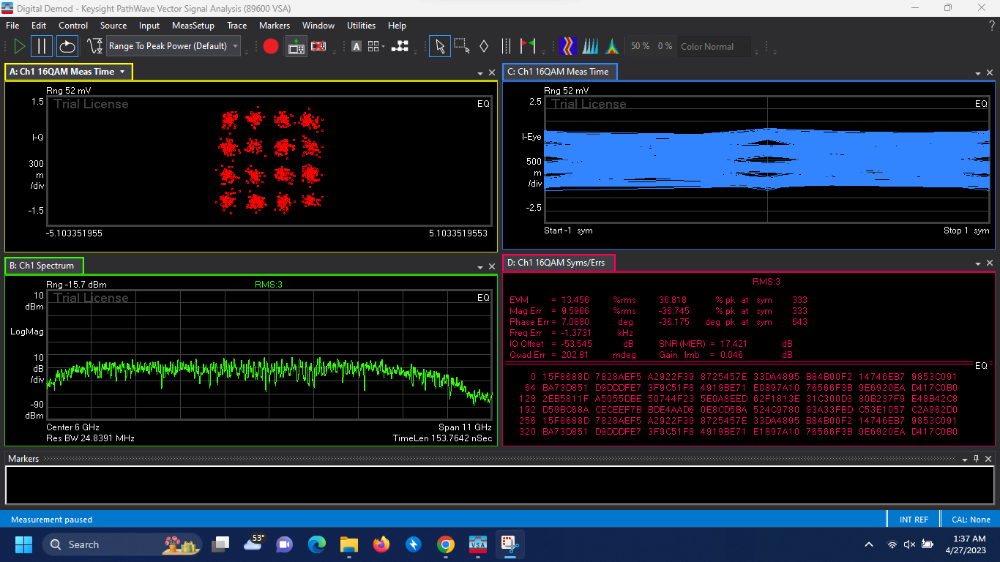 Digital Demod - Keysight PathWave Vector Signal Analysis (89600 VSA)
File Edit Control Source Input MeasSetup Trace Markers Window Utilities Help ?
Range To Peak Power (Default) A 50 % 0 % Color Normal
A: Ch1 16QAM Meas Time
Rng 52 mV
Trial License
EQ
1.5
I-Q
300
m
/div
-1.5
-5.103351955 5.1033519553
C: Ch1 16QAM Meas Time
Rng 52 mV
Trial License
EQ
2.5
I-Eye
500
m
/div
-2.5
Start -1 sym Stop 1 sym
B: Ch1 Spectrum
Rng -15.7 dBm RMS:3
Trial License
EQ
10
dBm
LogMag
10
dB
/div
-90
dBm
Center 6 GHz Span 11 GHz
Res BW 24.8391 MHz TimeLen 153.7642 nSec
D: Ch1 16QAM Syms/Errs
RMS:3
EVM = 13.456 %rms 36.818 % pk at sym 333
Mag Err = 9.5966 %rms -36.745 % pk at sym 333
Phase Err = 7.0880 deg -36.175 deg pk at sym 643
Freq Err = -1.3731 kHz
IQ Offset = -53.545 dB SNR(MER) = 17.421 dB
Quad Err = 202.81 mdeg Gain Imb = 0.046 dB
EQ
0 15F8688D 7828AEF5 A2922F39 8725457E 33DA4895 B84B00F2 14746EB7 9853C091
64 BA73D851 D9DDDFE7 3F9C51F8 4919BE71 E0897A10 76566F3B 9E6920EA D417C0B0
128 2EB5811F A5055DBE 50744F23 5E0A8EED 62F1813E 31C300D3 80B237F9 E48B42C8
192 D59BC68A CECEEF7B BDE4AAD6 0E8CD5BA 524C9780 93A33FBD C53E1057 C2A962D0
256 15F8688D 7828AEF5 A2922F39 8725457E 33DA4895 B84B00F2 14746EB7 9853C091
320 BA73D851 D9DDDFE7 3F9C51F8 4919BE71 E1897A10 76566F3B 9E6920EA D417C0B0
Markers
Measurement paused INT REF CAL: None
Search 53° VSA 1:37 AM
4/27/2023